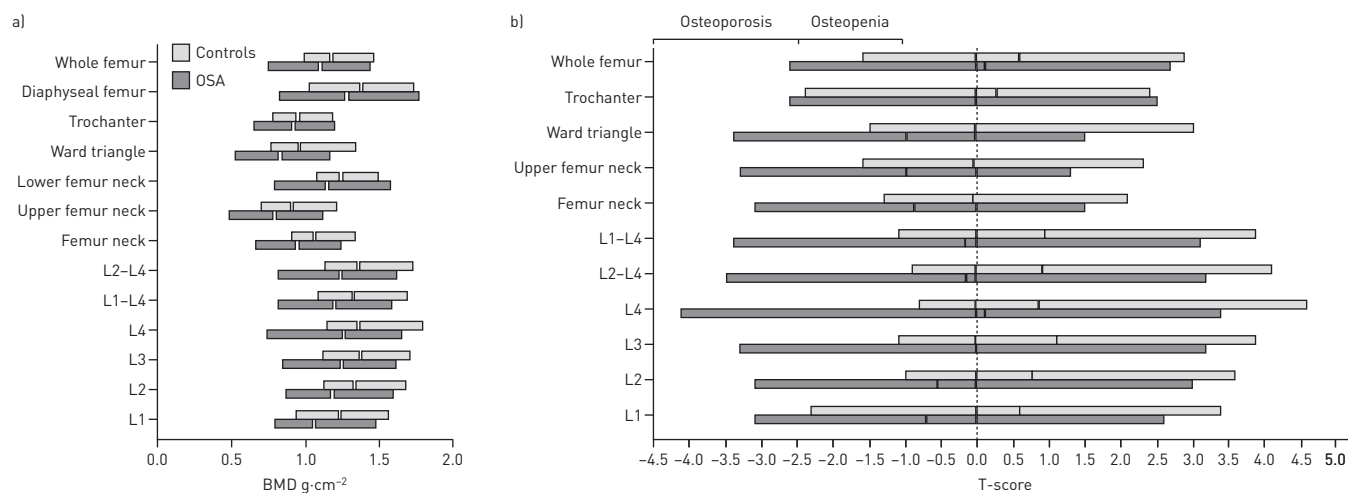 a)
Controls
OSA
Whole femur
Diaphyseal femur
Trochanter
Ward triangle
Lower femur neck
Upper femur neck
Femur neck
L2–L4
L1–L4
L4
L3
L2
L1
0.0 0.5 1.0 1.5 2.0
BMD g·cm⁻²
b)
Osteoporosis Osteopenia
Whole femur
Trochanter
Ward triangle
Upper femur neck
Femur neck
L1–L4
L2–L4
L4
L3
L2
L1
−4.5 −4.0 −3.5 −3.0 −2.5 −2.0 −1.5 −1.0 −0.5 0.0 0.5 1.0 1.5 2.0 2.5 3.0 3.5 4.0 4.5 5.0
T-score